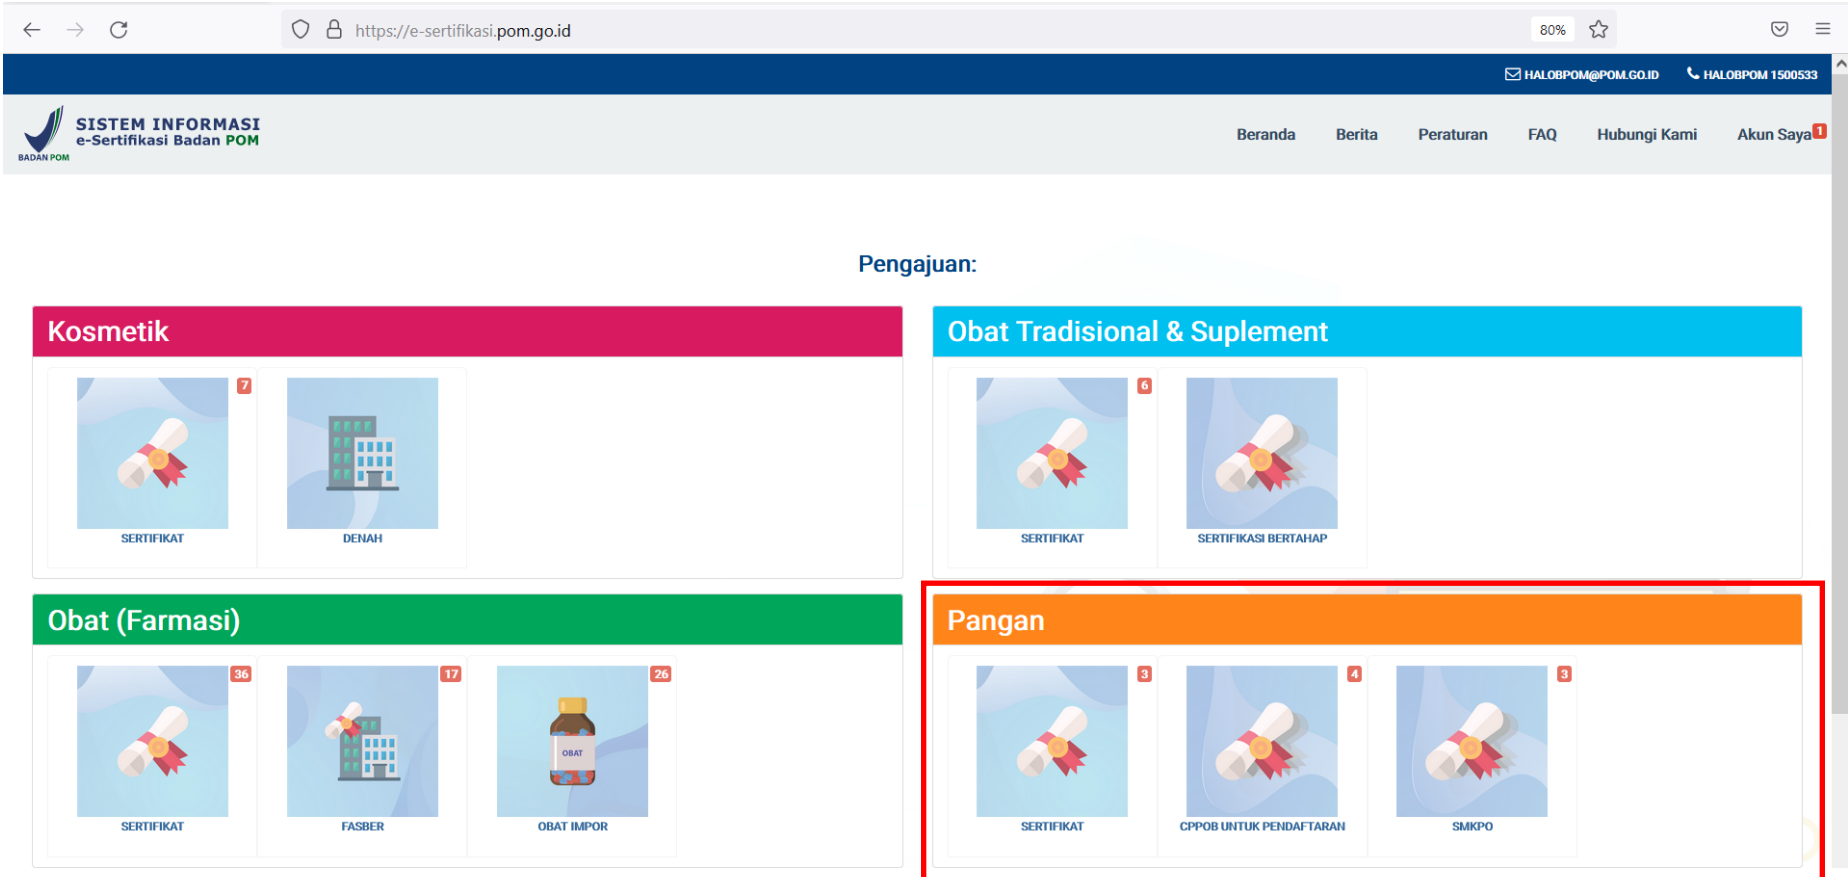 https://e-sertifikasi.pom.go.id
80%
HALOBPOM@POM.GO.ID
HALOBPOM 1500533
BADAN POM
SISTEM INFORMASI
e-Sertifikasi Badan POM
Beranda
Berita
Peraturan
FAQ
Hubungi Kami
Akun Saya 1
Pengajuan:
Kosmetik
7
SERTIFIKAT
DENAH
Obat Tradisional & Suplement
6
SERTIFIKAT
SERTIFIKASI BERTAHAP
Obat (Farmasi)
36
SERTIFIKAT
17
FASBER
26
OBAT
OBAT IMPOR
Pangan
3
SERTIFIKAT
4
CPPOB UNTUK PENDAFTARAN
3
SMKPO